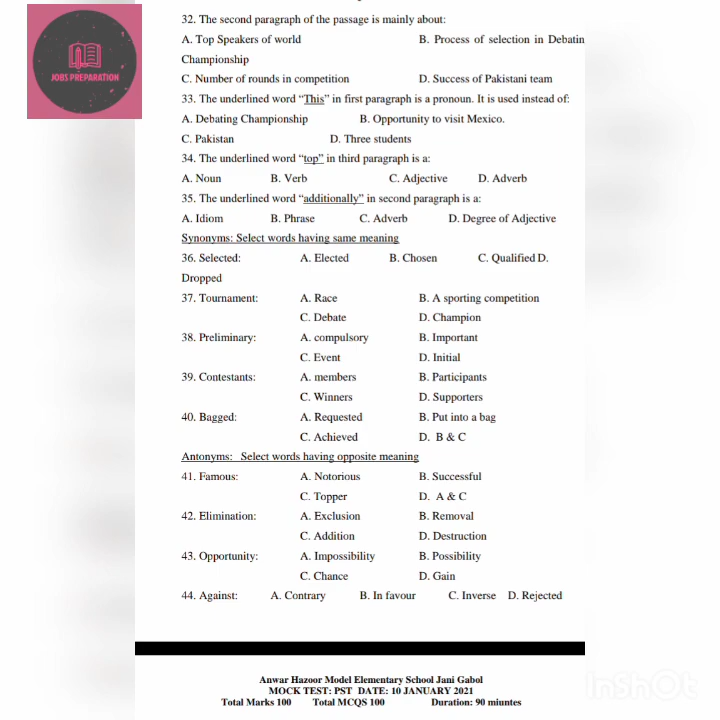 JOBS PREPARATION
32. The second paragraph of the passage is mainly about:
A. Top Speakers of world B. Process of selection in Debatin
Championship
C. Number of rounds in competition D. Success of Pakistani team
33. The underlined word “This” in first paragraph is a pronoun. It is used instead of:
A. Debating Championship B. Opportunity to visit Mexico.
C. Pakistan D. Three students
34. The underlined word “top” in third paragraph is a:
A. Noun B. Verb C. Adjective D. Adverb
35. The underlined word “additionally” in second paragraph is a:
A. Idiom B. Phrase C. Adverb D. Degree of Adjective
Synonyms: Select words having same meaning
36. Selected: A. Elected B. Chosen C. Qualified D.
Dropped
37. Tournament: A. Race B. A sporting competition
C. Debate D. Champion
38. Preliminary: A. compulsory B. Important
C. Event D. Initial
39. Contestants: A. members B. Participants
C. Winners D. Supporters
40. Bagged: A. Requested B. Put into a bag
C. Achieved D. B & C
Antonyms: Select words having opposite meaning
41. Famous: A. Notorious B. Successful
C. Topper D. A & C
42. Elimination: A. Exclusion B. Removal
C. Addition D. Destruction
43. Opportunity: A. Impossibility B. Possibility
C. Chance D. Gain
44. Against: A. Contrary B. In favour C. Inverse D. Rejected
Anwar Hazoor Model Elementary School Jani Gabol
MOCK TEST: PST DATE: 10 JANUARY 2021
Total Marks 100 Total MCQS 100 Duration: 90 miuntes
InShOt